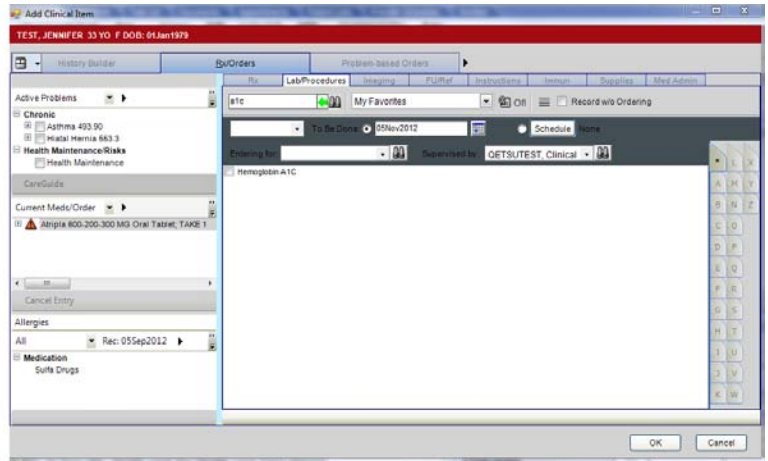 Add Clinical Item
TEST, JENNIFER 33 YO F DOB: 01Jan1979
History Builder
Rx/Orders
Problem-based Orders
Rx
Lab/Procedures
Imaging
FU/Ref
Instructions
Immun
Supplies
Med Admin
Active Problems
Chronic
Asthma 493.90
Hiatal Hernia 553.3
Health Maintenance/Risks
Health Maintenance
CareGuide
Current Meds/Order
Atripla 600-200-300 MG Oral Tablet; TAKE 1
Cancel Entry
Allergies
All
Rec: 05Sep2012
Medication
Sulfa Drugs
a1c
My Favorites
Off
Record w/o Ordering
To Be Done:
05Nov2012
Schedule
None
Entering for:
Supervised by:
QETSUTEST, Clinical
Hemoglobin A1C
* L X
A M Y
B N Z
C O
D P
E Q
F R
G S
H T
I U
J V
K W
OK
Cancel